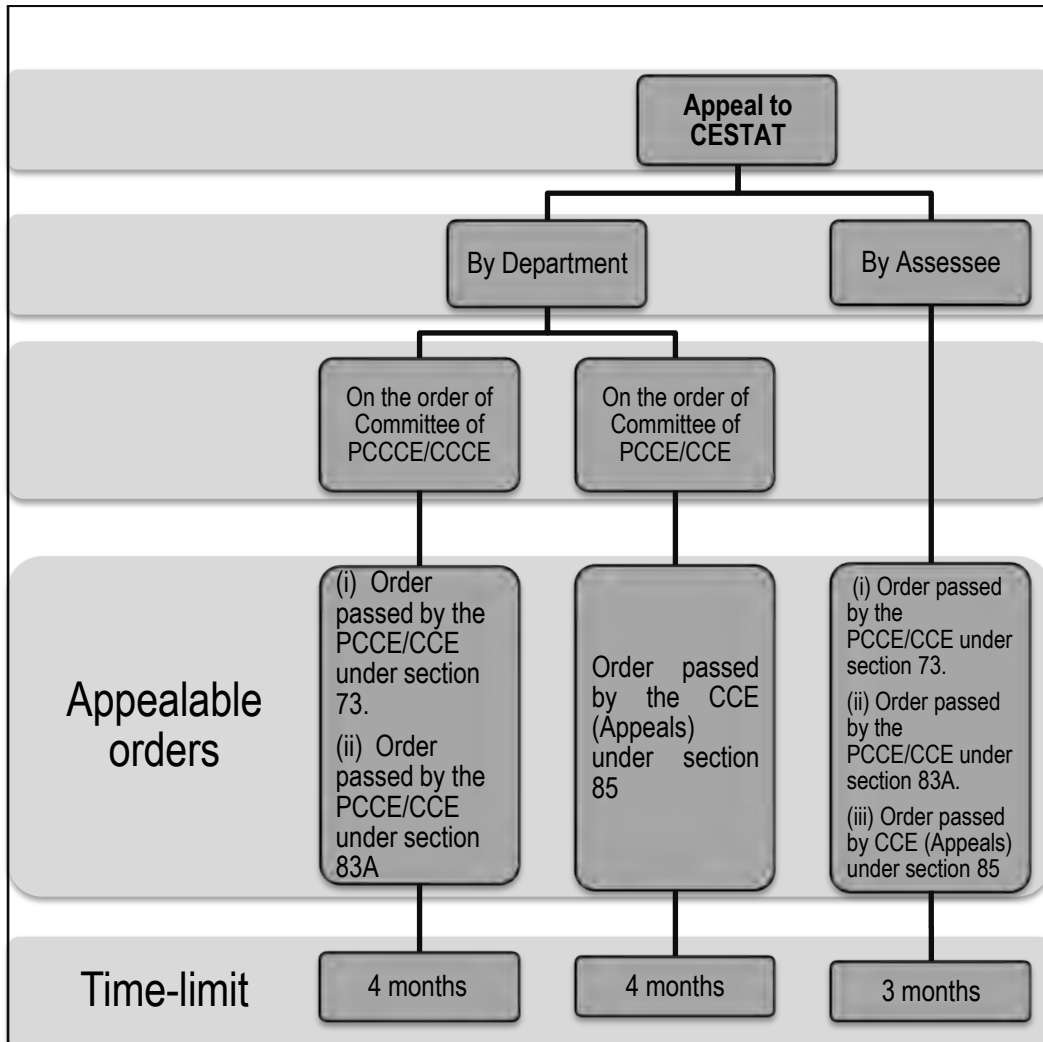 Appeal to
CESTAT
By Department
By Assessee
On the order of
Committee of
PCCCE/CCCE
On the order of
Committee of
PCCE/CCE
Appealable
orders
(i) Order
passed by the
PCCE/CCE
under section
73.
(ii) Order
passed by the
PCCE/CCE
under section
83A
Order passed
by the CCE
(Appeals)
under section
85
(i) Order passed
by the
PCCE/CCE under
section 73.
(ii) Order passed
by the
PCCE/CCE under
section 83A.
(iii) Order passed
by CCE (Appeals)
under section 85
Time-limit
4 months
4 months
3 months